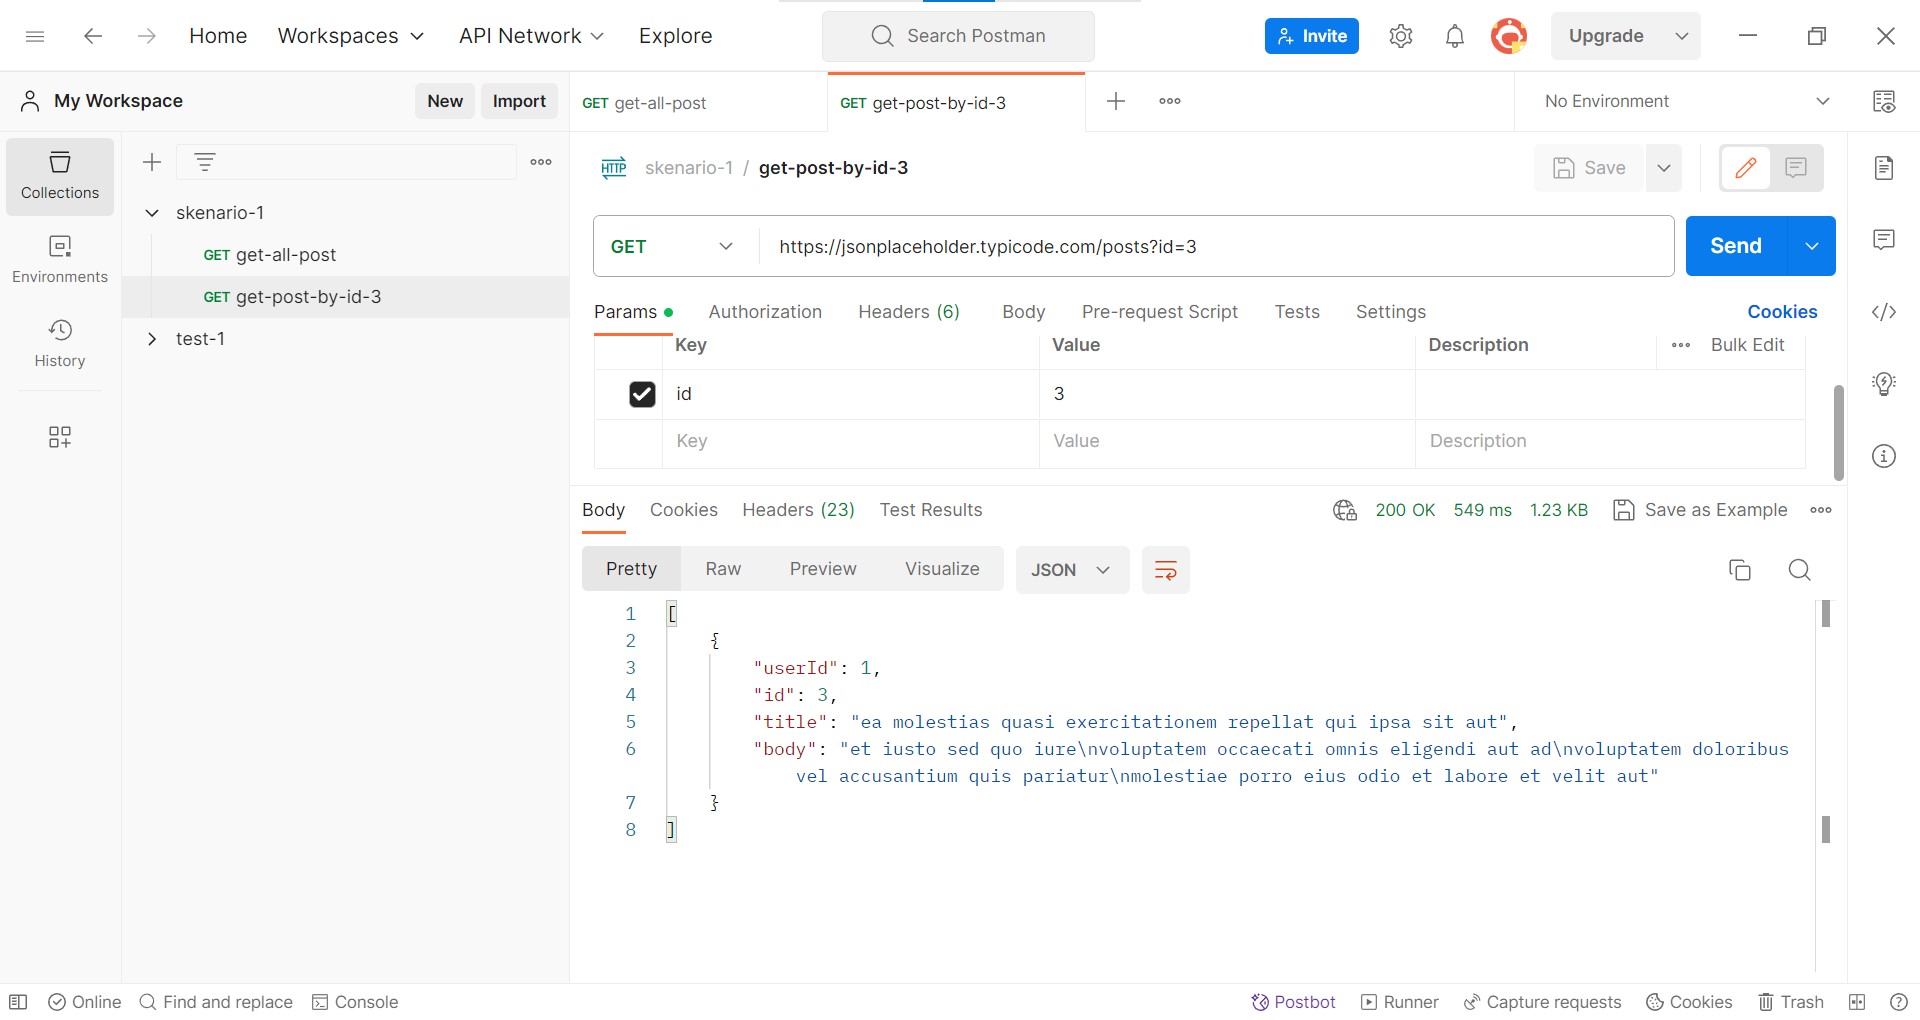 Home Workspaces API Network Explore Search Postman Invite Upgrade
My Workspace New Import GET get-all-post GET get-post-by-id-3 No Environment
Collections
Environments
History
skenario-1
GET get-all-post
GET get-post-by-id-3
test-1
HTTP skenario-1 / get-post-by-id-3 Save
GET https://jsonplaceholder.typicode.com/posts?id=3 Send
Params Authorization Headers (6) Body Pre-request Script Tests Settings Cookies
Key Value Description Bulk Edit
id 3
Key Value Description
Body Cookies Headers (23) Test Results 200 OK 549 ms 1.23 KB Save as Example
Pretty Raw Preview Visualize JSON
1 [
2 {
3 "userId": 1,
4 "id": 3,
5 "title": "ea molestias quasi exercitationem repellat qui ipsa sit aut",
6 "body": "et iusto sed quo iure\nvoluptatem occaecati omnis eligendi aut ad\nvoluptatem doloribus
vel accusantium quis pariatur\nmolestiae porro eius odio et labore et velit aut"
7 }
8 ]
Online Find and replace Console Postbot Runner Capture requests Cookies Trash